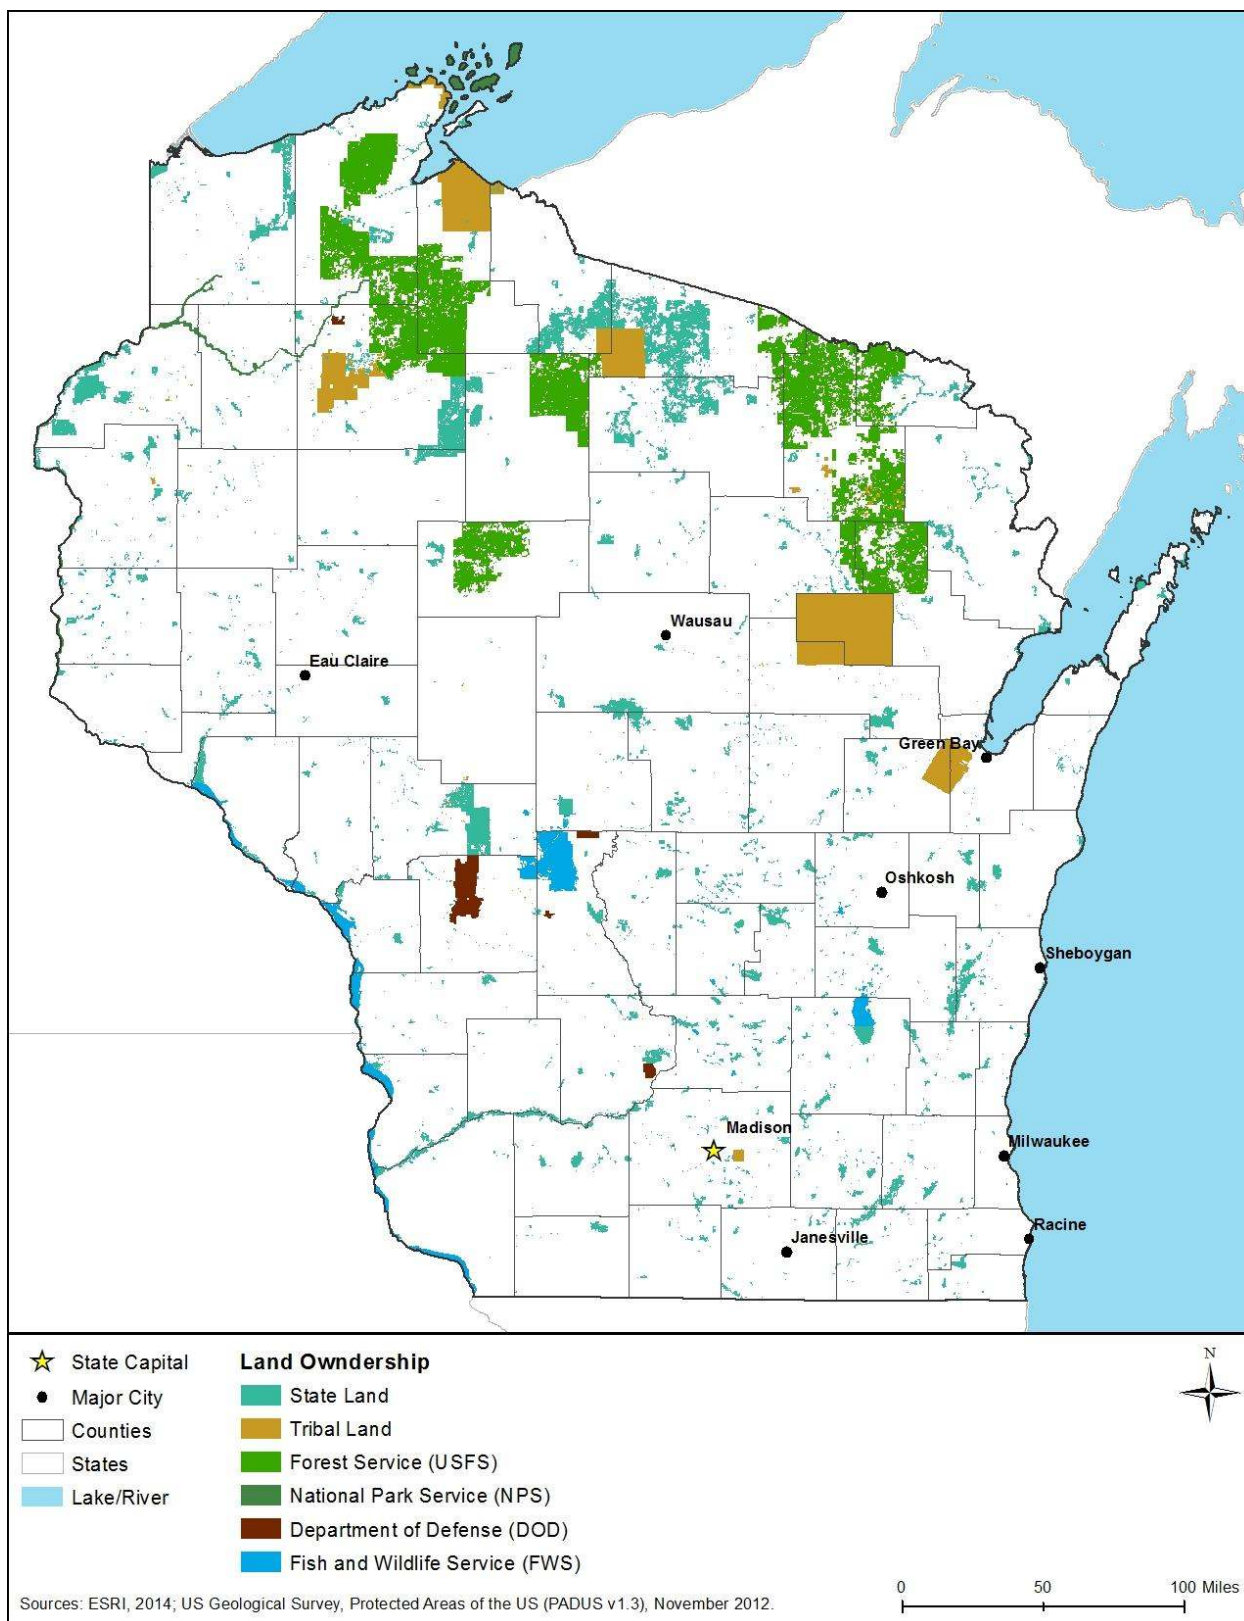 Wausau
Eau Claire
Green Bay
Oshkosh
Sheboygan
Madison
Milwaukee
Racine
Janesville
State Capital
Major City
Counties
States
Lake/River
Land Owndership
State Land
Tribal Land
Forest Service (USFS)
National Park Service (NPS)
Department of Defense (DOD)
Fish and Wildlife Service (FWS)
N
0 50 100 Miles
Sources: ESRI, 2014; US Geological Survey, Protected Areas of the US (PADUS v1.3), November 2012.